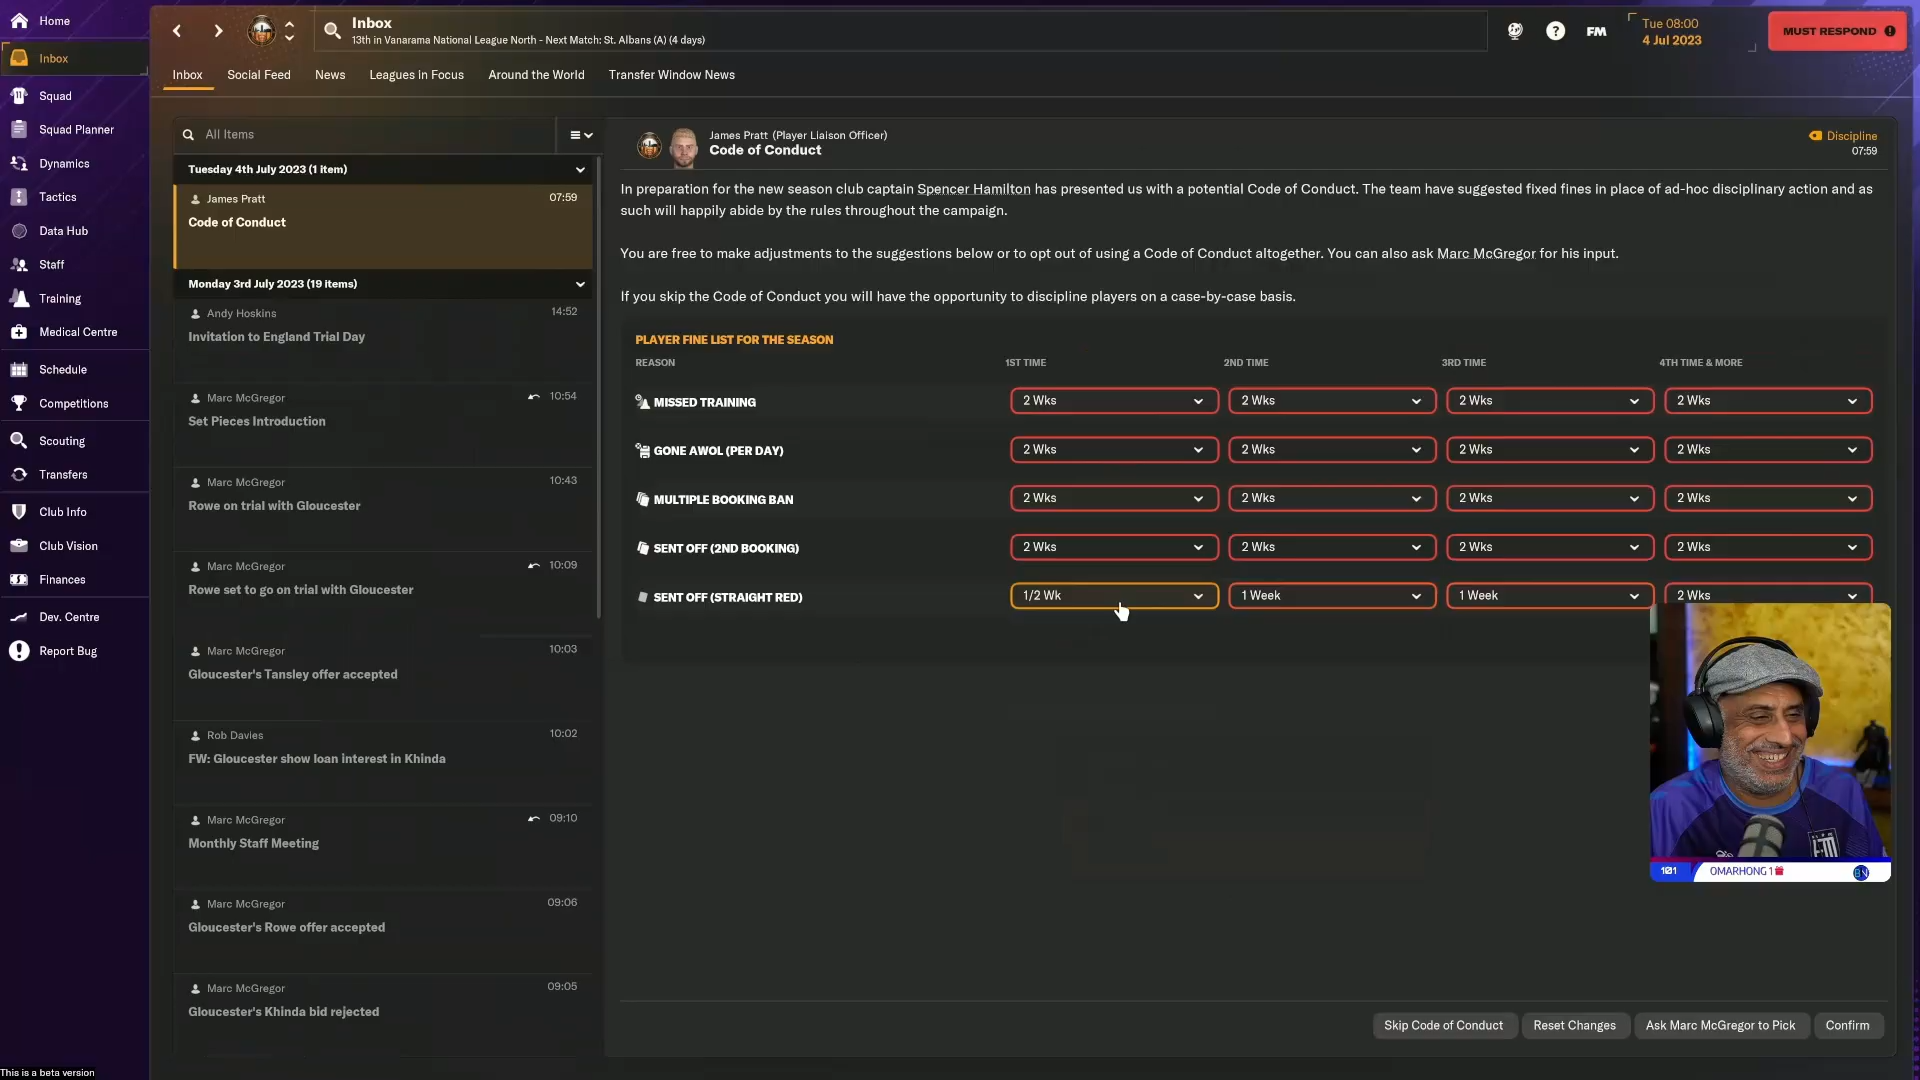 Home
Inbox
Squad
Squad Planner
Dynamics
Tactics
Data Hub
Staff
Training
Medical Centre
Schedule
Competitions
Scouting
Transfers
Club Info
Club Vision
Finances
Dev. Centre
Report Bug
This is a beta version
Inbox
13th in Vanarama National League North - Next Match: St. Albans (A) (4 days)
FM
Tue 08:00
4 Jul 2023
MUST RESPOND
Inbox Social Feed News Leagues in Focus Around the World Transfer Window News
All Items
Tuesday 4th July 2023 (1 item)
James Pratt 07:59
Code of Conduct
Monday 3rd July 2023 (19 items)
Andy Hoskins 14:52
Invitation to England Trial Day
Marc McGregor 10:54
Set Pieces Introduction
Marc McGregor 10:43
Rowe on trial with Gloucester
Marc McGregor 10:09
Rowe set to go on trial with Gloucester
Marc McGregor 10:03
Gloucester's Tansley offer accepted
Rob Davies 10:02
FW: Gloucester show loan interest in Khinda
Marc McGregor 09:10
Monthly Staff Meeting
Marc McGregor 09:06
Gloucester's Rowe offer accepted
Marc McGregor 09:05
Gloucester's Khinda bid rejected
James Pratt (Player Liaison Officer)
Code of Conduct
Discipline
07:59
In preparation for the new season club captain Spencer Hamilton has presented us with a potential Code of Conduct. The team have suggested fixed fines in place of ad-hoc disciplinary action and as
such will happily abide by the rules throughout the campaign.
You are free to make adjustments to the suggestions below or to opt out of using a Code of Conduct altogether. You can also ask Marc McGregor for his input.
If you skip the Code of Conduct you will have the opportunity to discipline players on a case-by-case basis.
PLAYER FINE LIST FOR THE SEASON
REASON 1ST TIME 2ND TIME 3RD TIME 4TH TIME & MORE
MISSED TRAINING 2 Wks 2 Wks 2 Wks 2 Wks
GONE AWOL (PER DAY) 2 Wks 2 Wks 2 Wks 2 Wks
MULTIPLE BOOKING BAN 2 Wks 2 Wks 2 Wks 2 Wks
SENT OFF (2ND BOOKING) 2 Wks 2 Wks 2 Wks 2 Wks
SENT OFF (STRAIGHT RED) 1/2 Wk 1 Week 1 Week 2 Wks
101 OMARHONG 1
Skip Code of Conduct Reset Changes Ask Marc McGregor to Pick Confirm